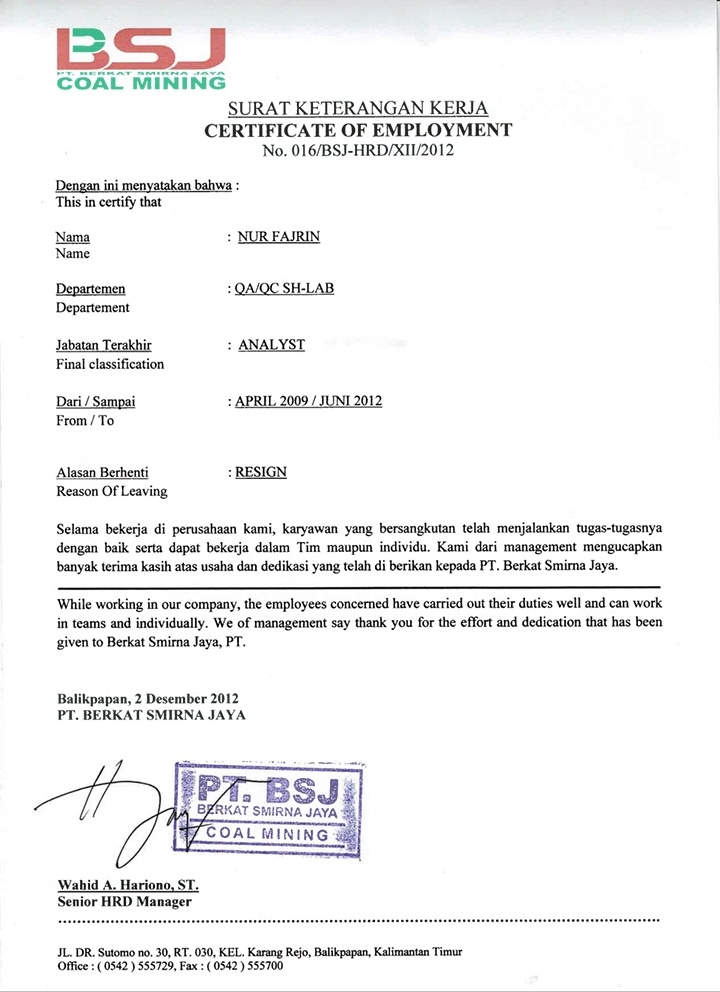 BSJ
PT. BERKAT SMIRNA JAYA
COAL MINING
SURAT KETERANGAN KERJA
CERTIFICATE OF EMPLOYMENT
No. 016/BSJ-HRD/XII/2012
Dengan ini menyatakan bahwa :
This in certify that
Nama : NUR FAJRIN
Name
Departemen : QA/QC SH-LAB
Departement
Jabatan Terakhir : ANALYST
Final classification
Dari / Sampai : APRIL 2009 / JUNI 2012
From / To
Alasan Berhenti : RESIGN
Reason Of Leaving
Selama bekerja di perusahaan kami, karyawan yang bersangkutan telah menjalankan tugas-tugasnya
dengan baik serta dapat bekerja dalam Tim maupun individu. Kami dari management mengucapkan
banyak terima kasih atas usaha dan dedikasi yang telah di berikan kepada PT. Berkat Smirna Jaya.
While working in our company, the employees concerned have carried out their duties well and can work
in teams and individually. We of management say thank you for the effort and dedication that has been
given to Berkat Smirna Jaya, PT.
Balikpapan, 2 Desember 2012
PT. BERKAT SMIRNA JAYA
PT. BSJ
BERKAT SMIRNA JAYA
COAL MINING
Wahid A. Hariono, ST.
Senior HRD Manager
JL. DR. Sutomo no. 30, RT. 030, KEL. Karang Rejo, Balikpapan, Kalimantan Timur
Office : ( 0542 ) 555729, Fax : ( 0542 ) 555700